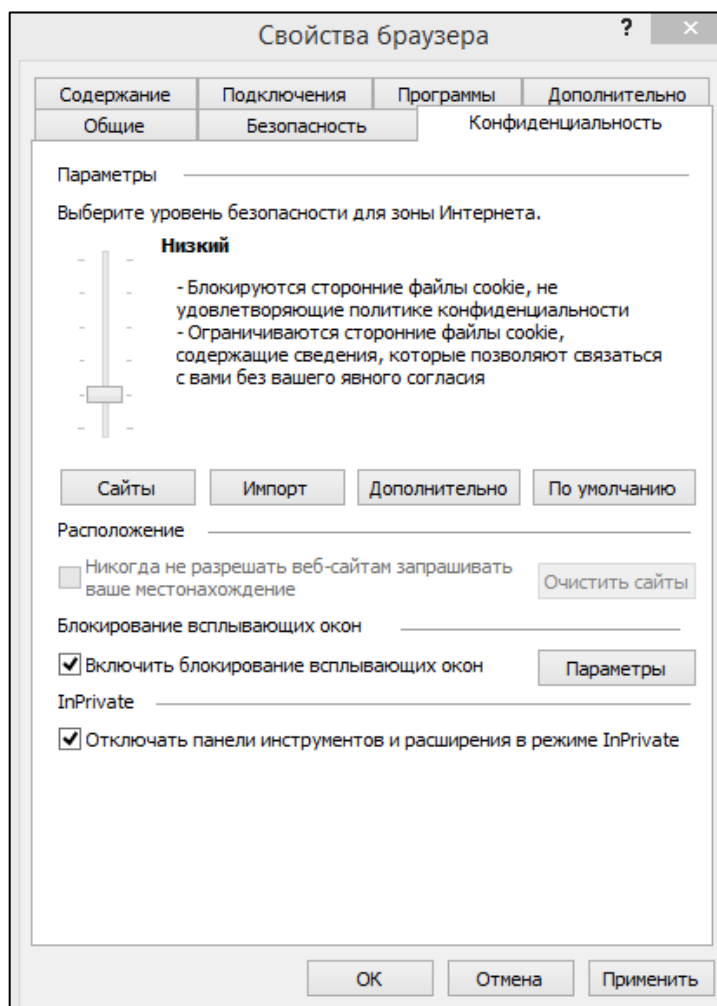 Свойства браузера
?
×
Содержание Подключения Программы Дополнительно
Общие Безопасность Конфиденциальность
Параметры
Выберите уровень безопасности для зоны Интернета.
Низкий
- Блокируются сторонние файлы cookie, не
удовлетворяющие политике конфиденциальности
- Ограничиваются сторонние файлы cookie,
содержащие сведения, которые позволяют связаться
с вами без вашего явного согласия
Сайты Импорт Дополнительно По умолчанию
Расположение
Никогда не разрешать веб-сайтам запрашивать
ваше местонахождение
Очистить сайты
Блокирование всплывающих окон
Включить блокирование всплывающих окон
Параметры
InPrivate
Отключать панели инструментов и расширения в режиме InPrivate
ОК Отмена Применить